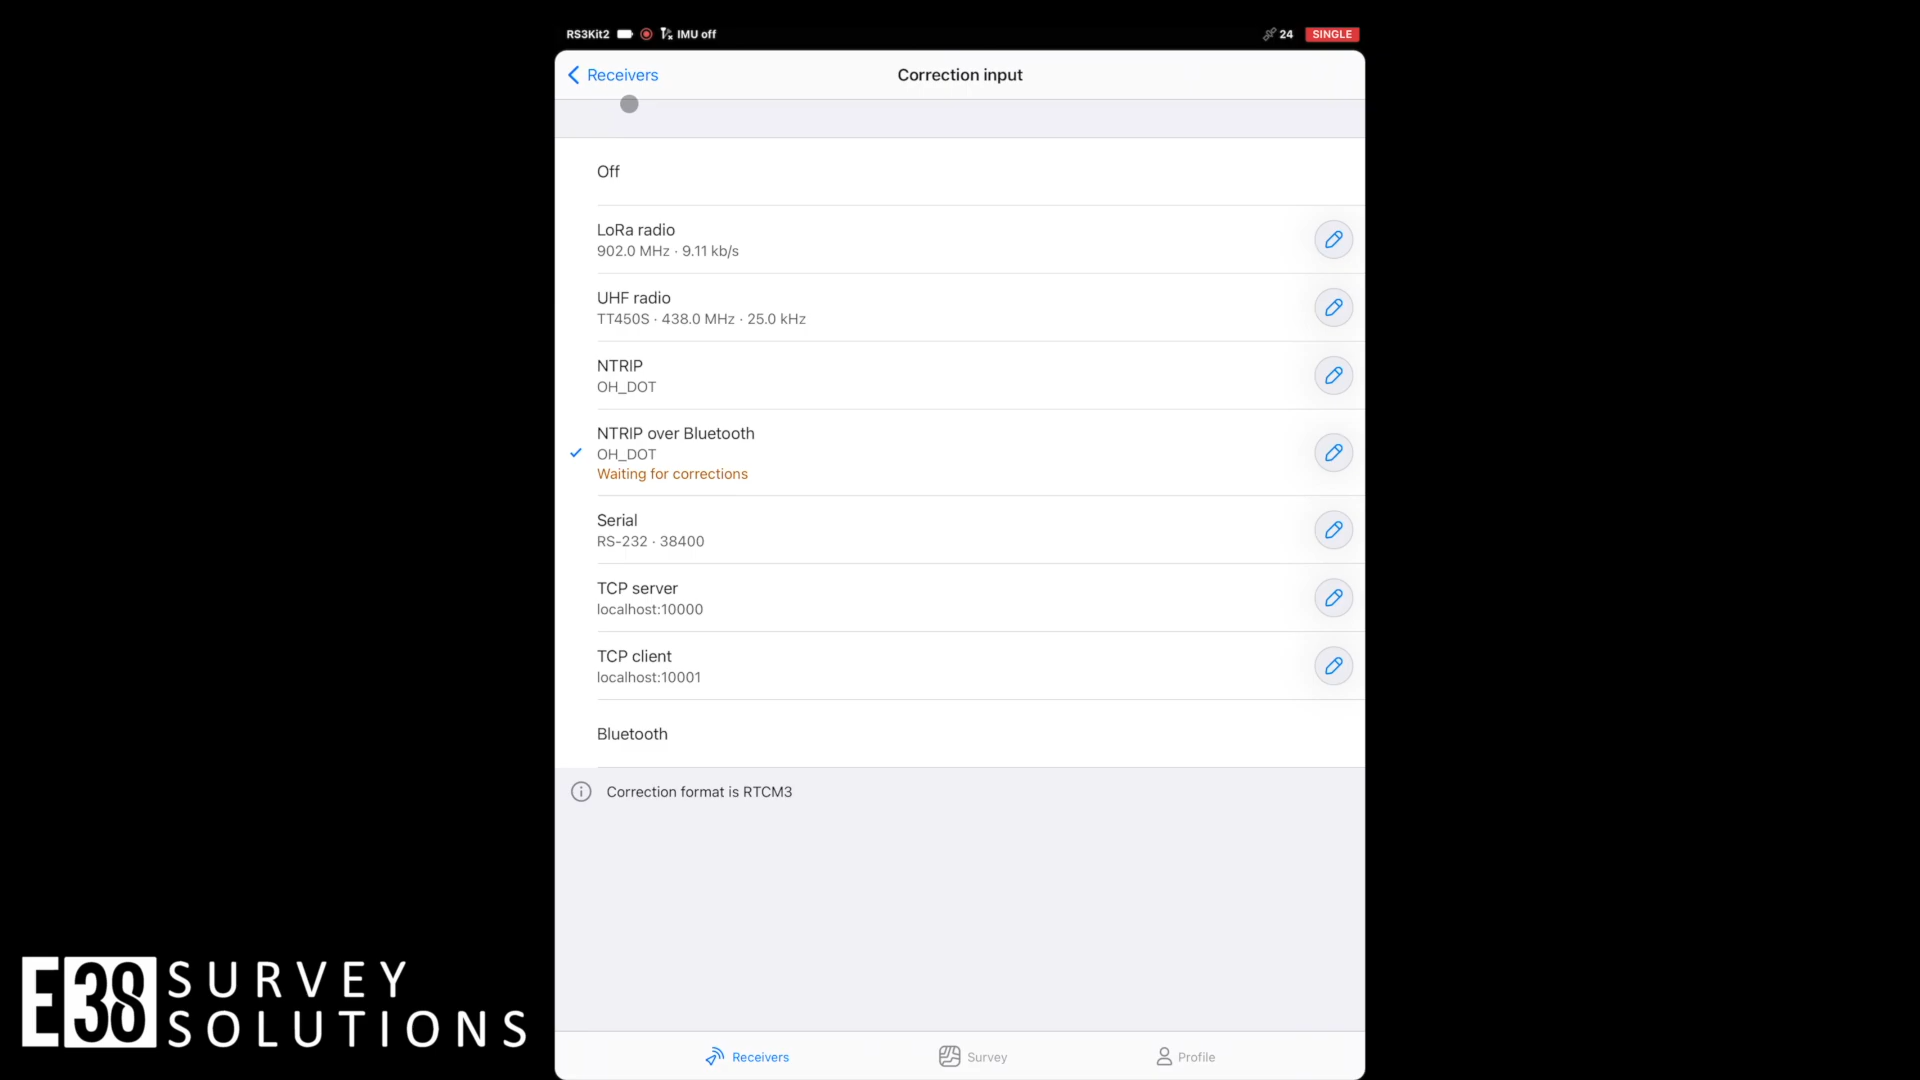 RS3Kit2 IMU off 24 SINGLE
Receivers Correction input
Off
LoRa radio
902.0 MHz · 9.11 kb/s
UHF radio
TT450S · 438.0 MHz · 25.0 kHz
NTRIP
OH_DOT
NTRIP over Bluetooth
OH_DOT
Waiting for corrections
Serial
RS-232 · 38400
TCP server
localhost:10000
TCP client
localhost:10001
Bluetooth
Correction format is RTCM3
Receivers Survey Profile
E38 SURVEY
SOLUTIONS